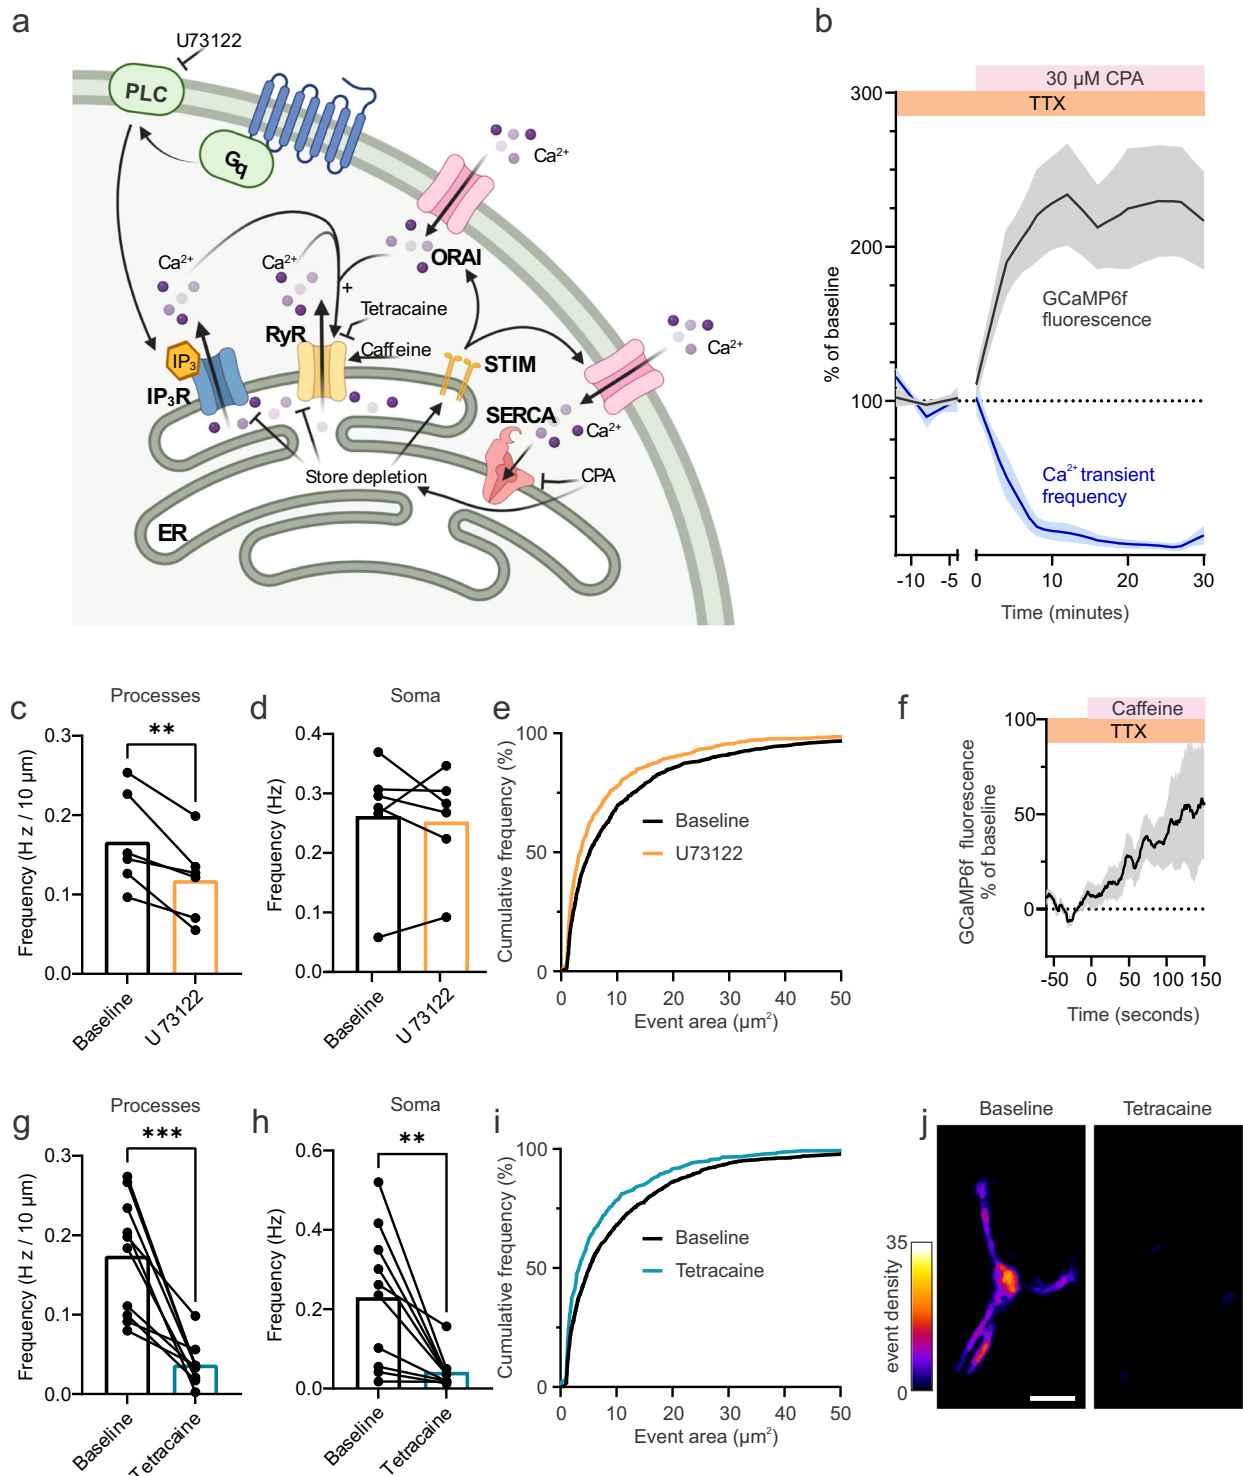 a
U73122
PLC
Gq
Ca²⁺
ORAI
Ca²⁺
Ca²⁺
+
Tetracaine
RyR
Caffeine
IP₃
STIM
Ca²⁺
IP₃R
SERCA
Ca²⁺
Store depletion
CPA
ER
b
30 µM CPA
TTX
300
200
100
% of baseline
GCaMP6f
fluorescence
Ca²⁺ transient
frequency
-10 -5 0 10 20 30
Time (minutes)
c
Processes
**
0.3
0.2
0.1
0.0
Frequency (H z / 10 µm)
Baseline
U 73122
d
Soma
0.4
0.3
0.2
0.1
0.0
Frequency (Hz)
Baseline
U 73122
e
100
50
0
Cumulative frequency (%)
Baseline
U73122
0 10 20 30 40 50
Event area (µm²)
f
Caffeine
TTX
100
50
0
GCaMP6f fluorescence
% of baseline
-50 0 50 100 150
Time (seconds)
g
Processes
***
0.3
0.2
0.1
0.0
Frequency (H z / 10 µm)
Baseline
Tetracaine
h
Soma
**
0.6
0.4
0.2
0.0
Frequency (Hz)
Baseline
Tetracaine
i
100
50
0
Cumulative frequency (%)
Baseline
Tetracaine
0 10 20 30 40 50
Event area (µm²)
j
Baseline Tetracaine
35
event density
0